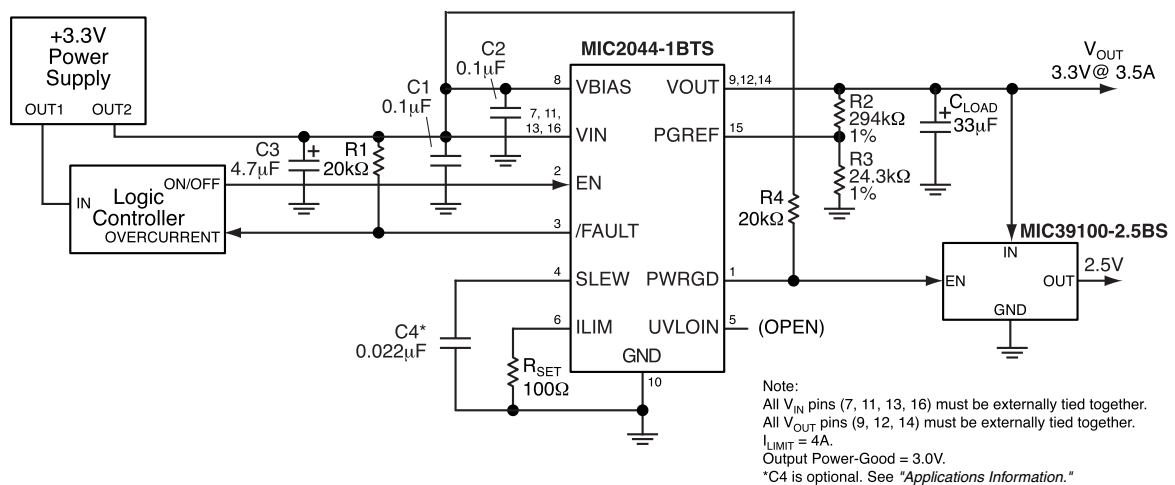 +3.3V
Power
Supply
OUT1
OUT2
C2
0.1µF
C1
0.1µF
MIC2044-1BTS
8
VBIAS
VOUT
9,12,14
VOUT
3.3V@ 3.5A
7, 11,
13, 16
VIN
PGREF
15
R2
294kΩ
1%
+
CLOAD
33µF
C3
4.7µF
+
R1
20kΩ
R3
24.3kΩ
1%
IN
Logic
Controller
ON/OFF
OVERCURRENT
2
EN
3
/FAULT
R4
20kΩ
MIC39100-2.5BS
IN
EN
OUT
GND
2.5V
4
SLEW
PWRGD
1
6
ILIM
UVLOIN
5
(OPEN)
C4*
0.022µF
RSET
100Ω
GND
10
Note:
All VIN pins (7, 11, 13, 16) must be externally tied together.
All VOUT pins (9, 12, 14) must be externally tied together.
ILIMIT = 4A.
Output Power-Good = 3.0V.
*C4 is optional. See "Applications Information."